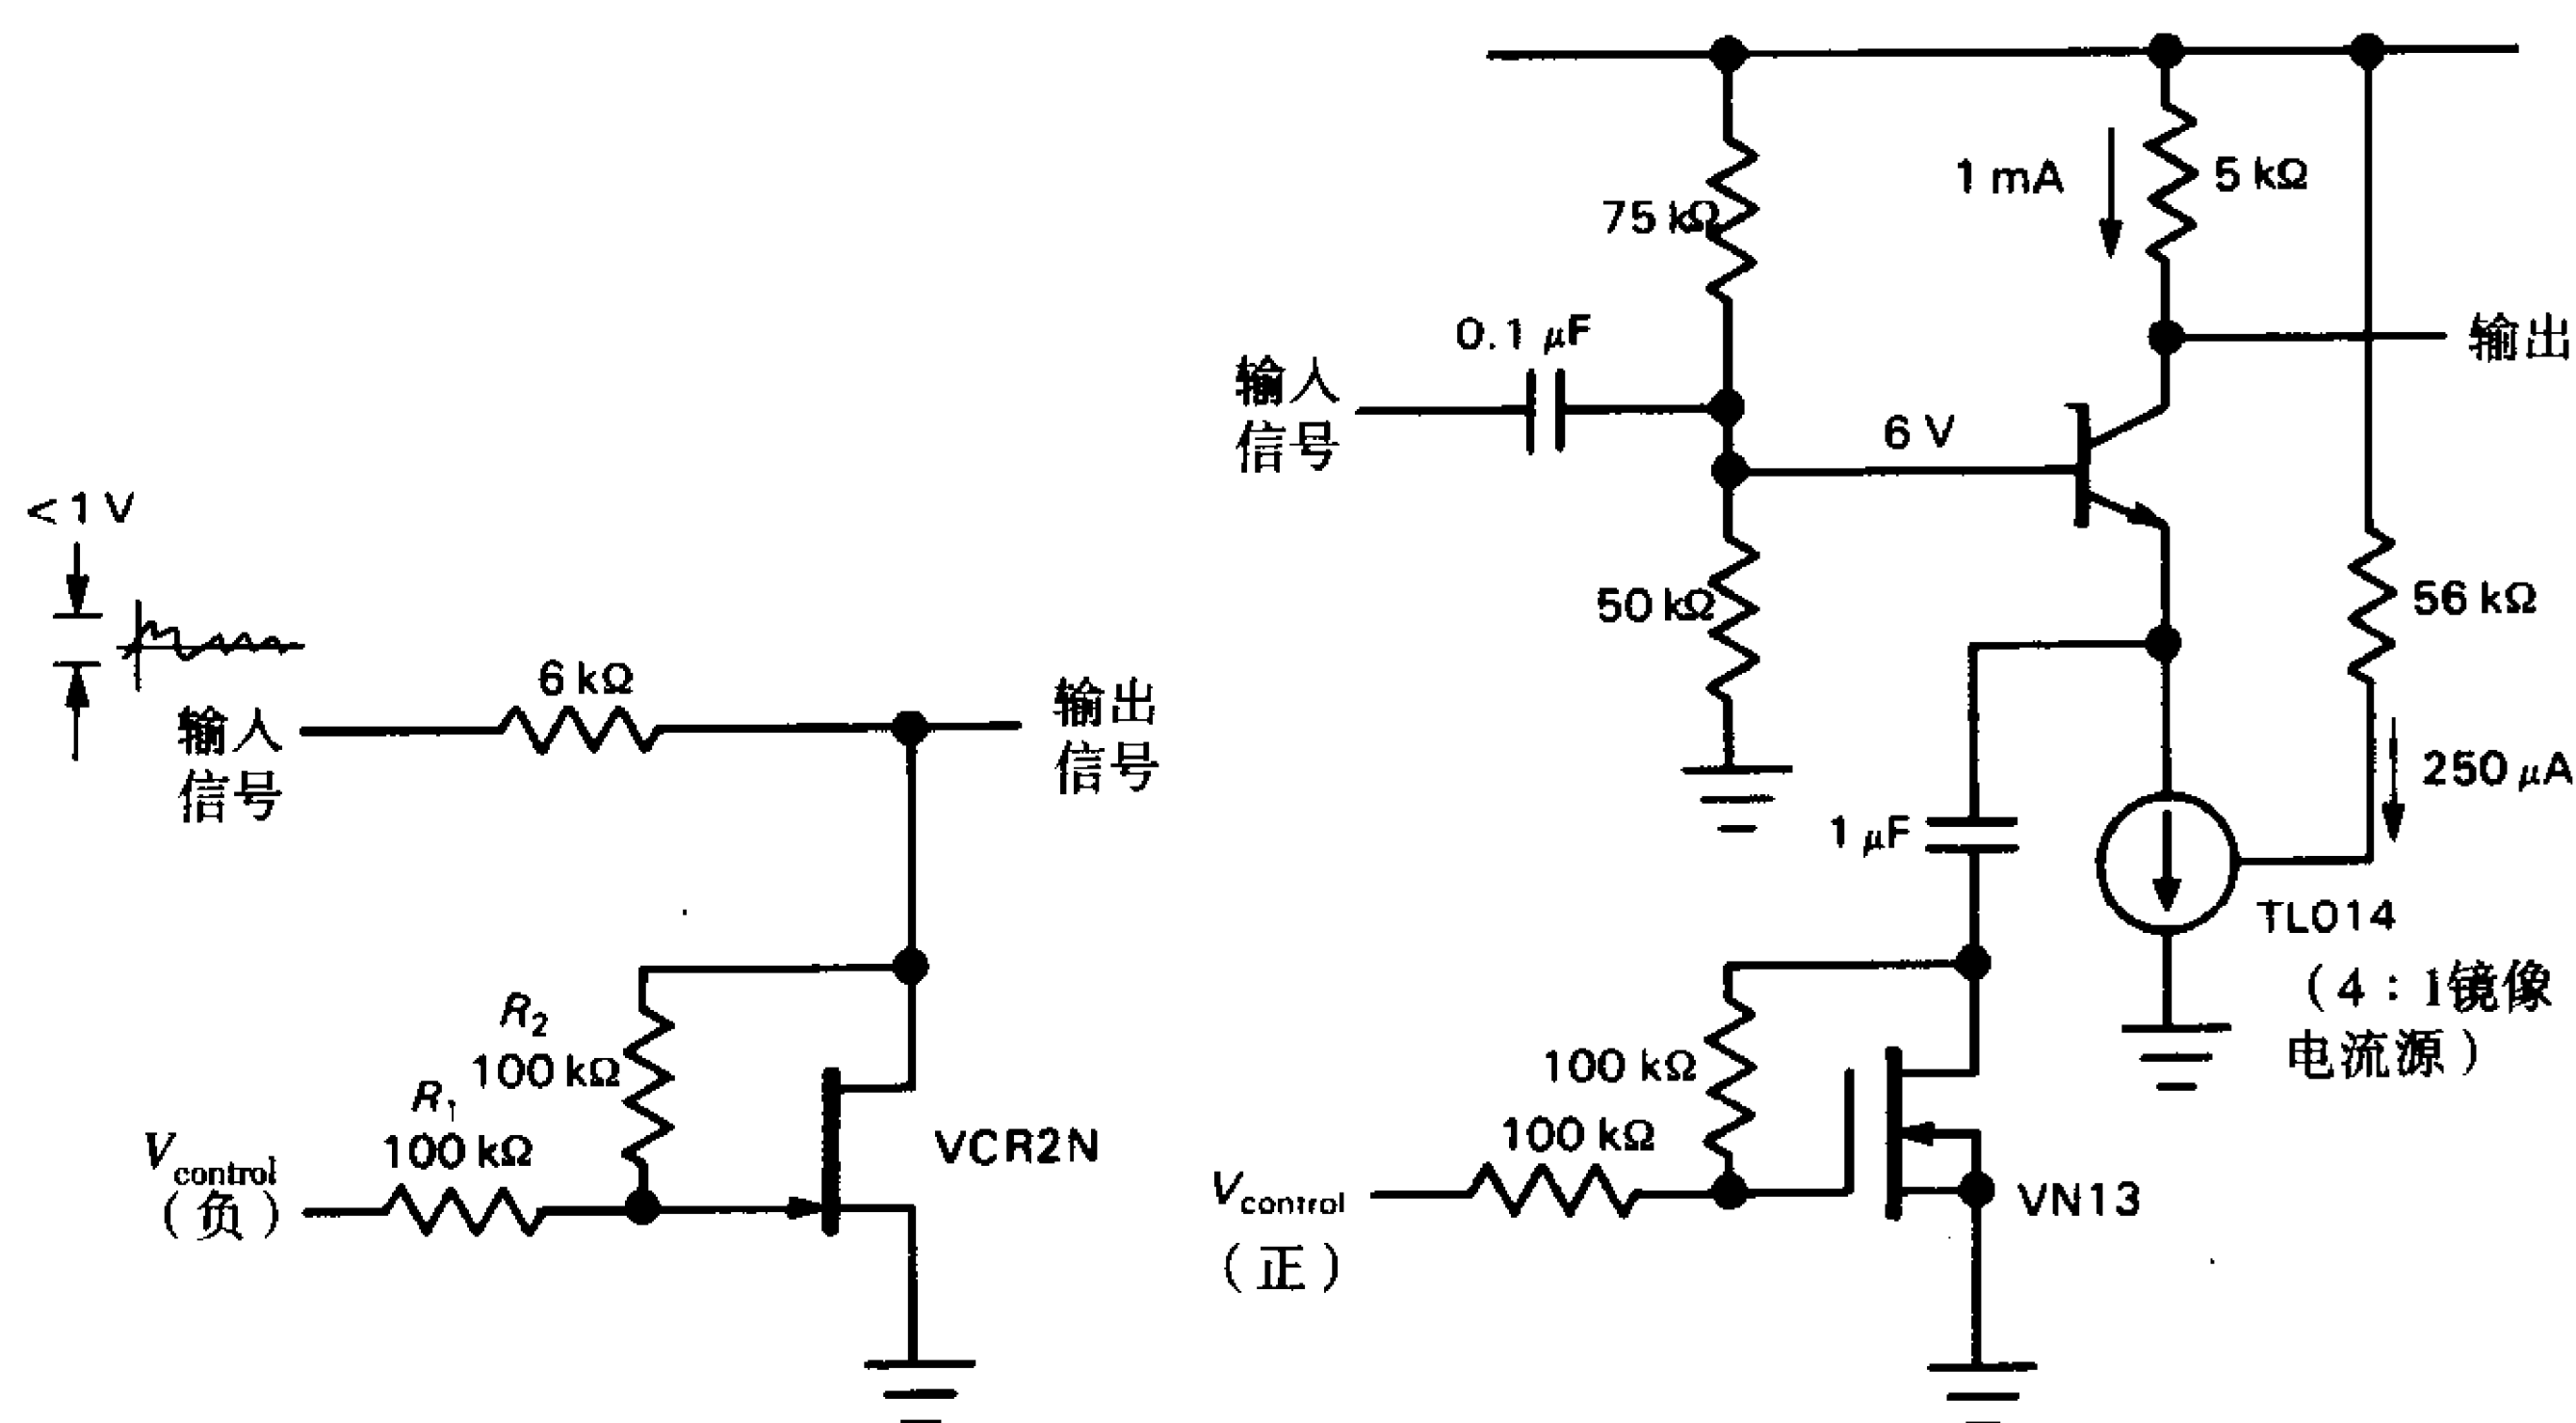 <1 V
输入
信号
6 kΩ
输出
信号
R2
100 kΩ
R1
100 kΩ
Vcontrol
(负)
VCR2N
75 kΩ
1 mA
5 kΩ
0.1 μF
输入
信号
输出
6 V
50 kΩ
56 kΩ
250 μA
1 μF
TL014
(4：1镜像
电流源)
100 kΩ
100 kΩ
Vcontrol
(正)
VN13